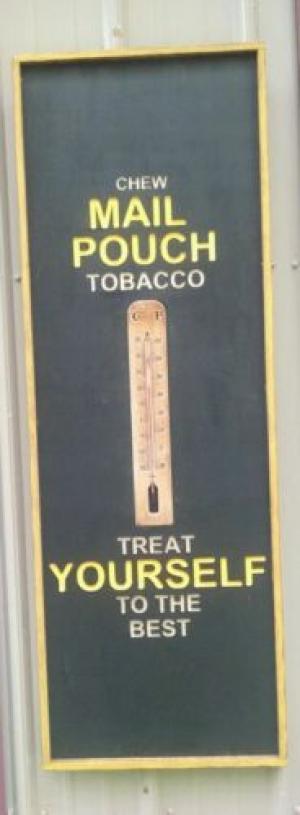 CHEW
MAIL
POUCH
TOBACCO
TREAT
YOURSELF
TO THE
BEST